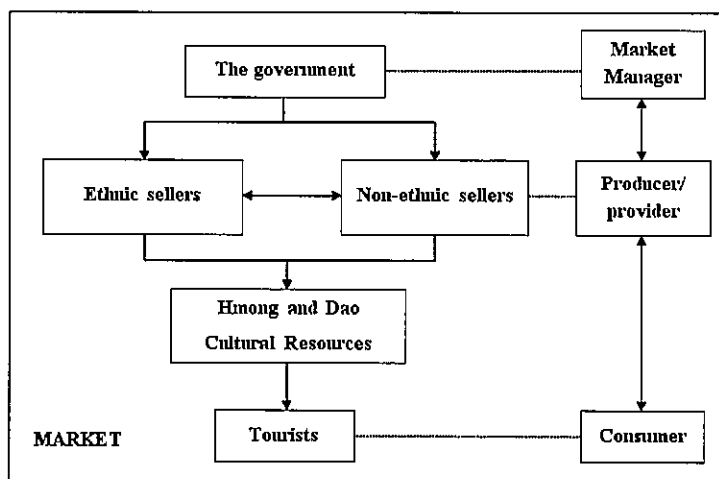 The government
Market
Manager
Ethnic sellers
Non-ethnic sellers
Producer/
provider
Hmong and Dao
Cultural Resources
MARKET
Tourists
Consumer